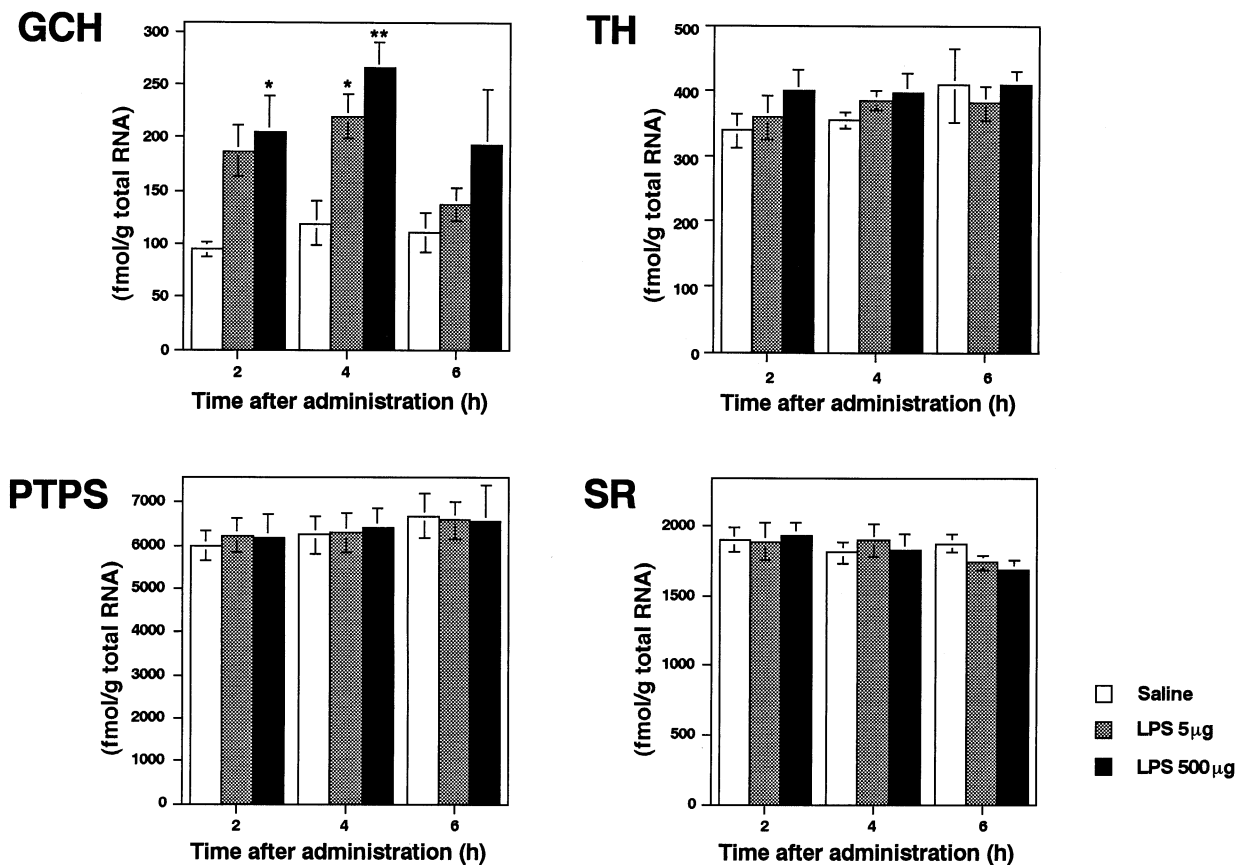 GCH
(fmol/g total RNA)
300
250
200
150
100
50
0
*
*
**
2 4 6
Time after administration (h)
TH
(fmol/g total RNA)
500
400
300
200
100
0
2 4 6
Time after administration (h)
PTPS
(fmol/g total RNA)
7000
6000
5000
4000
3000
2000
1000
0
2 4 6
Time after administration (h)
SR
(fmol/g total RNA)
2000
1500
1000
500
0
2 4 6
Time after administration (h)
Saline
LPS 5μg
LPS 500μg